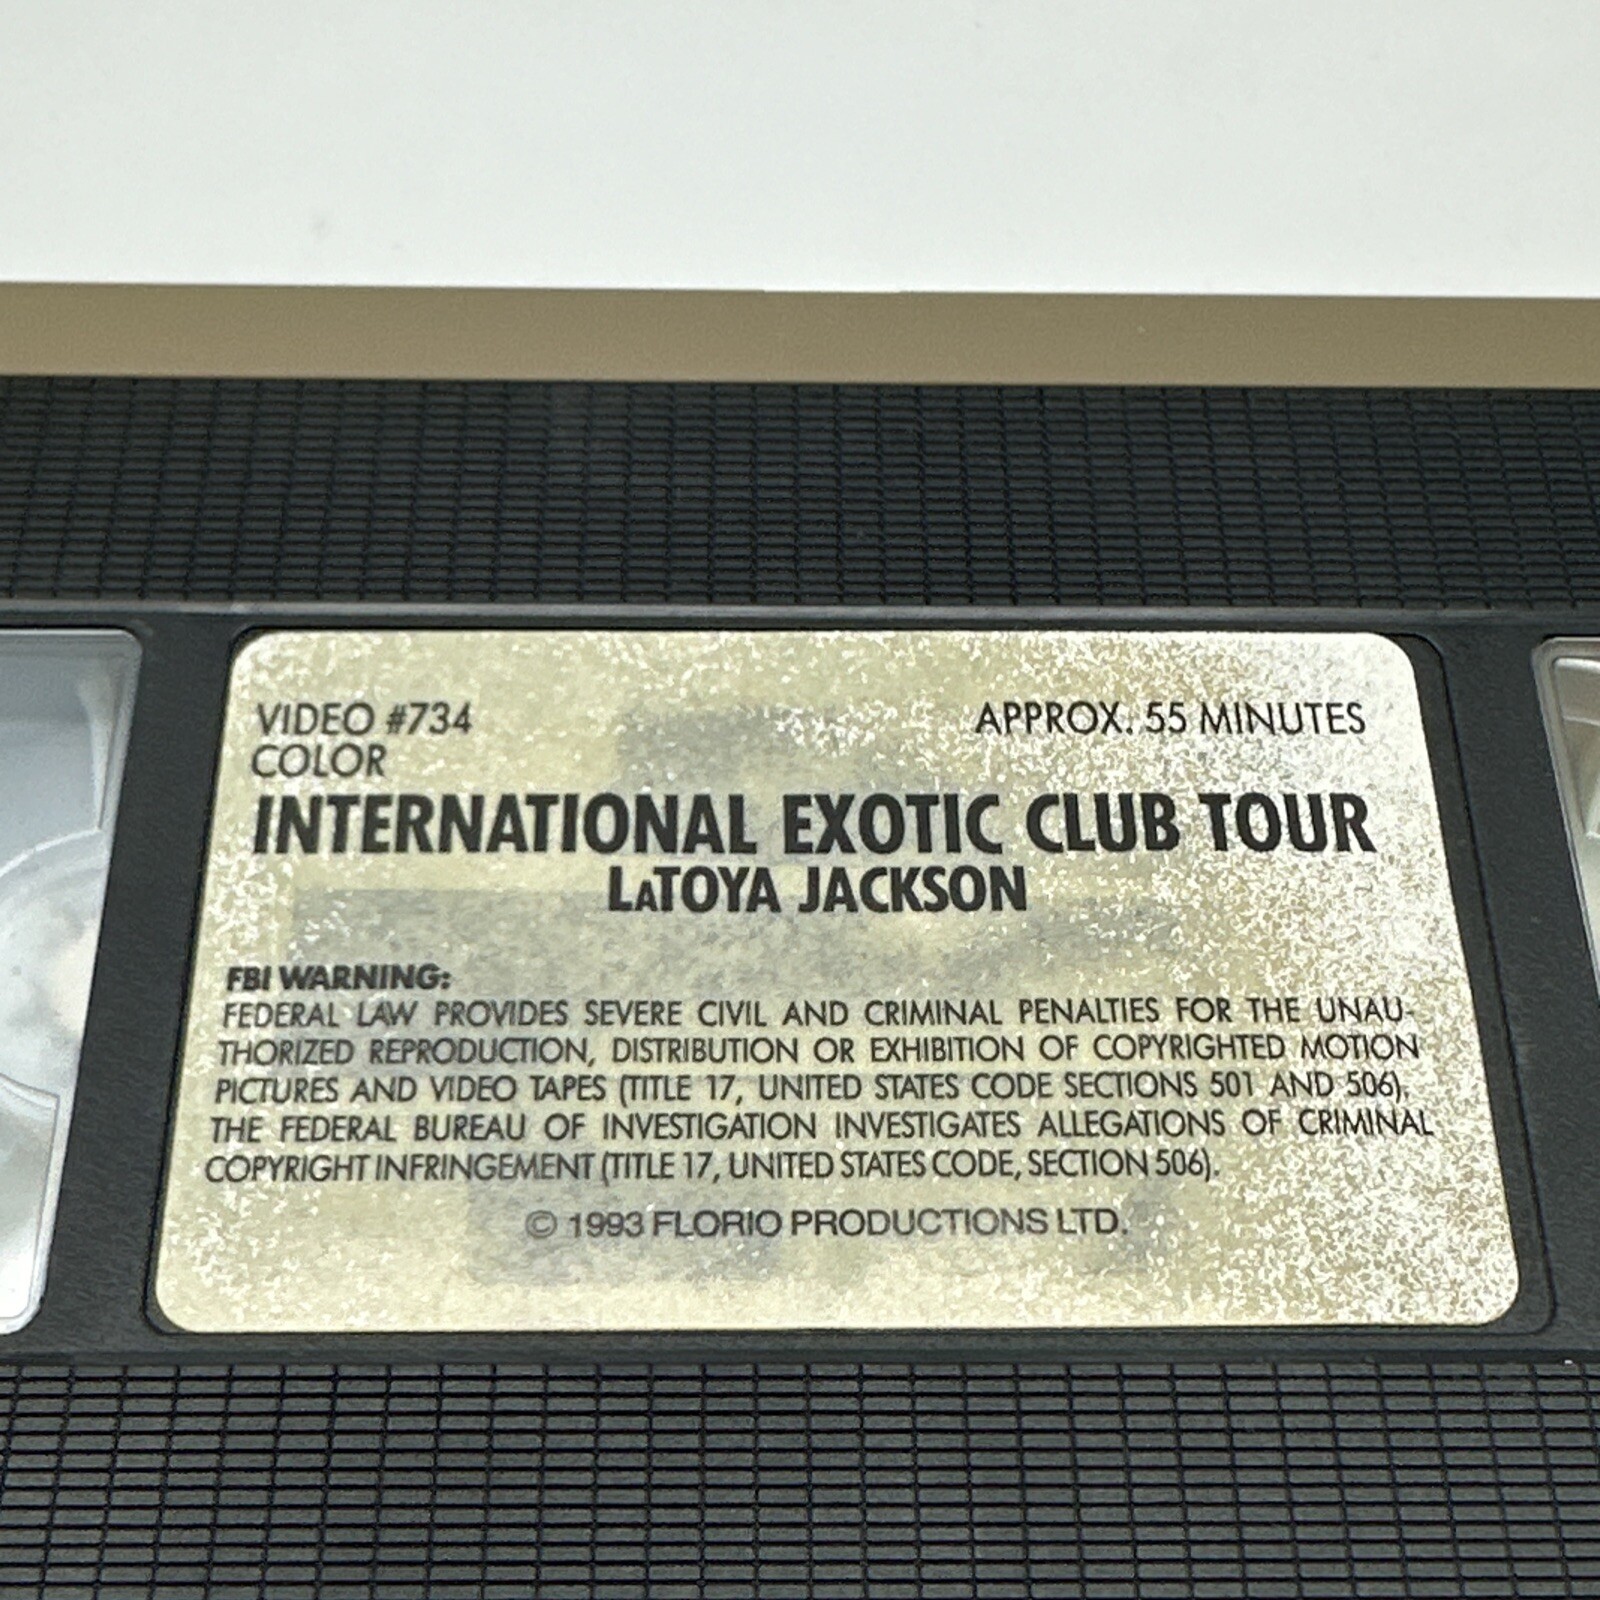 VIDEO #734 APPROX. 55 MINUTES
COLOR
INTERNATIONAL EXOTIC CLUB TOUR
LATOYA JACKSON
FBI WARNING:
FEDERAL LAW PROVIDES SEVERE CIVIL AND CRIMINAL PENALTIES FOR THE UNAU-
THORIZED REPRODUCTION, DISTRIBUTION OR EXHIBITION OF COPYRIGHTED MOTION
PICTURES AND VIDEO TAPES (TITLE 17, UNITED STATES CODE SECTIONS 501 AND 506).
THE FEDERAL BUREAU OF INVESTIGATION INVESTIGATES ALLEGATIONS OF CRIMINAL
COPYRIGHT INFRINGEMENT (TITLE 17, UNITED STATES CODE, SECTION 506).
© 1993 FLORIO PRODUCTIONS LTD.